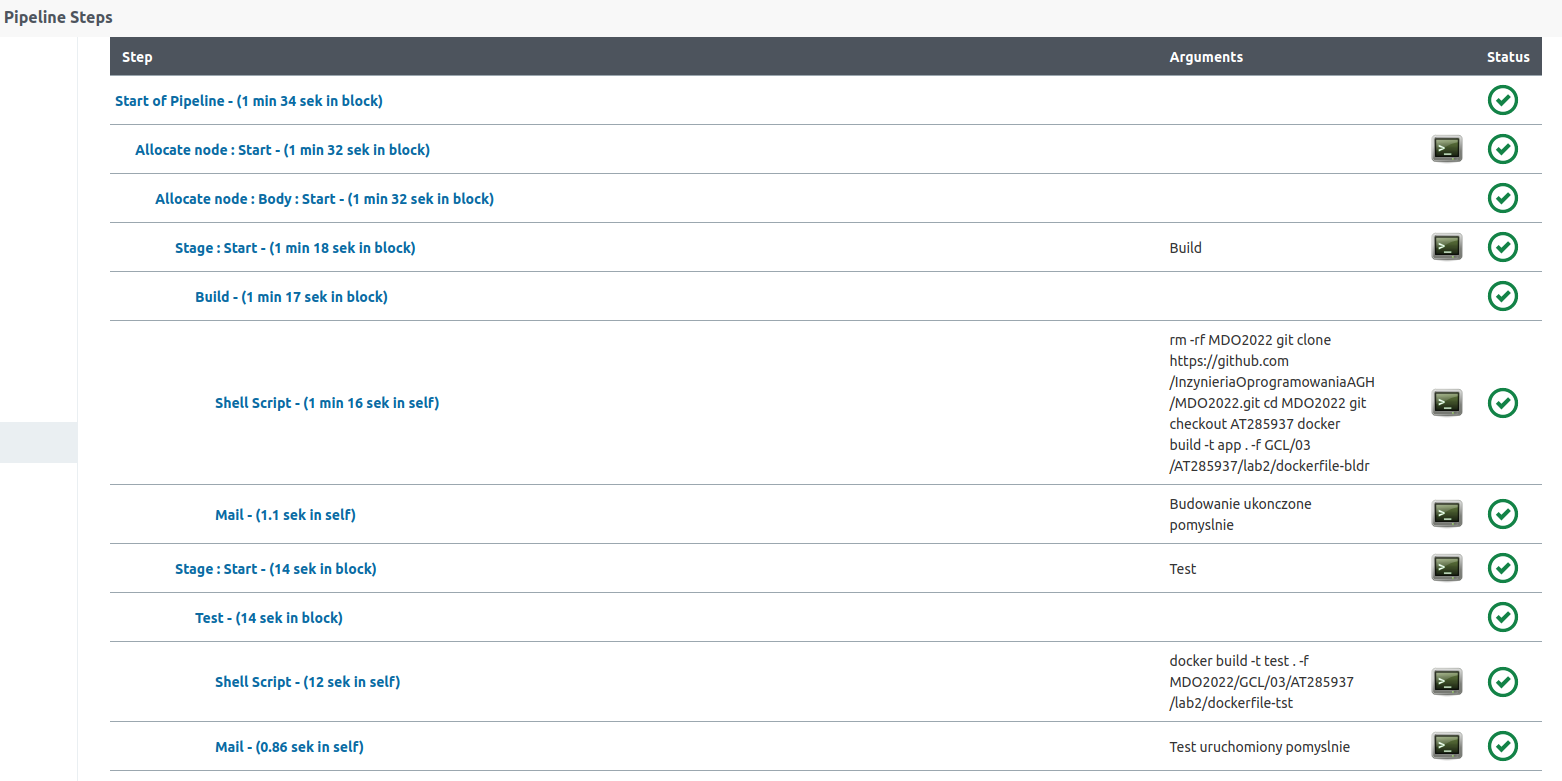 Pipeline Steps
Step Arguments Status
Start of Pipeline - (1 min 34 sek in block)
Allocate node : Start - (1 min 32 sek in block)
Allocate node : Body : Start - (1 min 32 sek in block)
Stage : Start - (1 min 18 sek in block) Build
Build - (1 min 17 sek in block)
Shell Script - (1 min 16 sek in self)
rm -rf MDO2022 git clone
https://github.com
/InzynieriaOprogramowaniaAGH
/MDO2022.git cd MDO2022 git
checkout AT285937 docker
build -t app . -f GCL/03
/AT285937/lab2/dockerfile-bldr
Mail - (1.1 sek in self)
Budowanie ukonczone
pomyslnie
Stage : Start - (14 sek in block) Test
Test - (14 sek in block)
Shell Script - (12 sek in self)
docker build -t test . -f
MDO2022/GCL/03/AT285937
/lab2/dockerfile-tst
Mail - (0.86 sek in self) Test uruchomiony pomyslnie